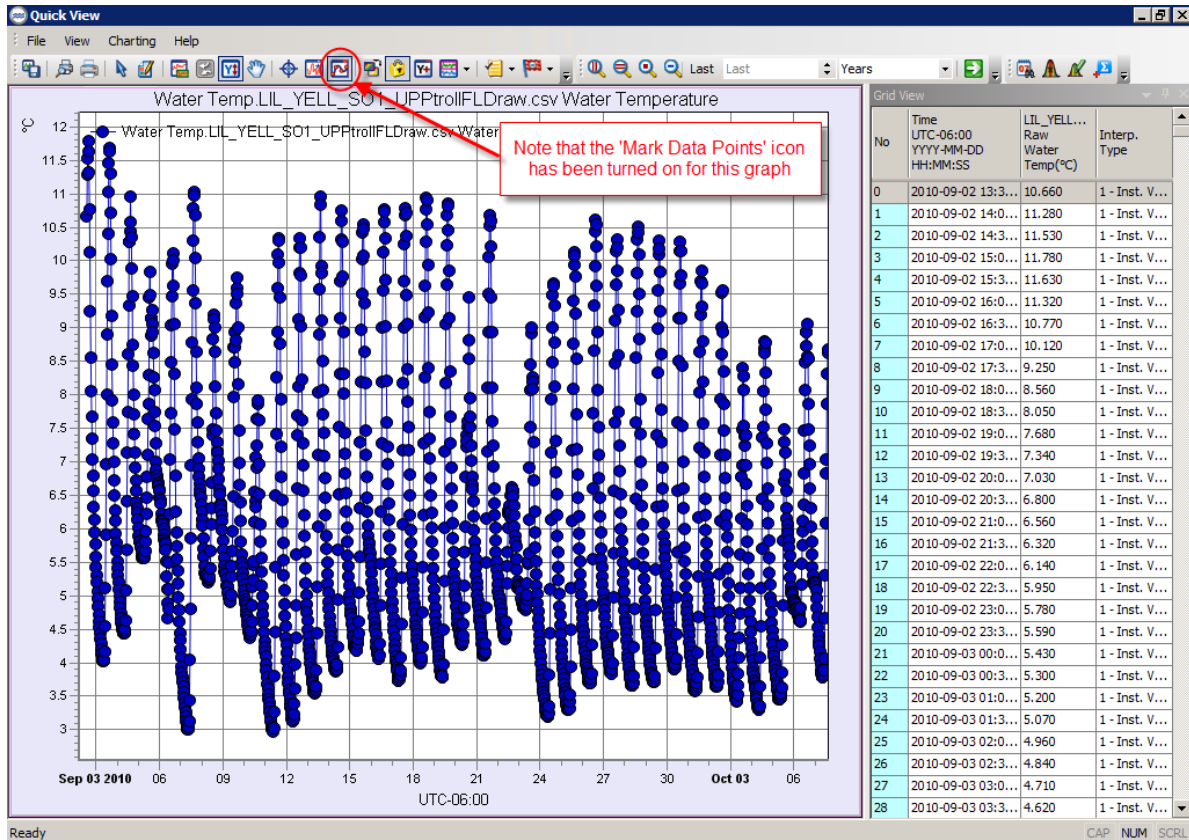 Quick View
File View Charting Help
Last Last Years
Water Temp.LIL_YELL_SO1_UPPtrollFLDraw.csv Water Temperature
°C
Water Temp.LIL_YELL_SO1_UPPtrollFLDraw.csv Water
Note that the 'Mark Data Points' icon
has been turned on for this graph
12
11.5
11
10.5
10
9.5
9
8.5
8
7.5
7
6.5
6
5.5
5
4.5
4
3.5
3
Sep 03 2010 06 09 12 15 18 21 24 27 30 Oct 03 06
UTC-06:00
Grid View
No
Time
UTC-06:00
YYYY-MM-DD
HH:MM:SS
LIL_YELL...
Raw
Water
Temp(°C)
Interp.
Type
0 2010-09-02 13:3... 10.660 1 - Inst. V...
1 2010-09-02 14:0... 11.280 1 - Inst. V...
2 2010-09-02 14:3... 11.530 1 - Inst. V...
3 2010-09-02 15:0... 11.780 1 - Inst. V...
4 2010-09-02 15:3... 11.630 1 - Inst. V...
5 2010-09-02 16:0... 11.320 1 - Inst. V...
6 2010-09-02 16:3... 10.770 1 - Inst. V...
7 2010-09-02 17:0... 10.120 1 - Inst. V...
8 2010-09-02 17:3... 9.250 1 - Inst. V...
9 2010-09-02 18:0... 8.560 1 - Inst. V...
10 2010-09-02 18:3... 8.050 1 - Inst. V...
11 2010-09-02 19:0... 7.680 1 - Inst. V...
12 2010-09-02 19:3... 7.340 1 - Inst. V...
13 2010-09-02 20:0... 7.030 1 - Inst. V...
14 2010-09-02 20:3... 6.800 1 - Inst. V...
15 2010-09-02 21:0... 6.560 1 - Inst. V...
16 2010-09-02 21:3... 6.320 1 - Inst. V...
17 2010-09-02 22:0... 6.140 1 - Inst. V...
18 2010-09-02 22:3... 5.950 1 - Inst. V...
19 2010-09-02 23:0... 5.780 1 - Inst. V...
20 2010-09-02 23:3... 5.590 1 - Inst. V...
21 2010-09-03 00:0... 5.430 1 - Inst. V...
22 2010-09-03 00:3... 5.300 1 - Inst. V...
23 2010-09-03 01:0... 5.200 1 - Inst. V...
24 2010-09-03 01:3... 5.070 1 - Inst. V...
25 2010-09-03 02:0... 4.960 1 - Inst. V...
26 2010-09-03 02:3... 4.840 1 - Inst. V...
27 2010-09-03 03:0... 4.710 1 - Inst. V...
28 2010-09-03 03:3... 4.620 1 - Inst. V...
Ready
CAP NUM SCRL